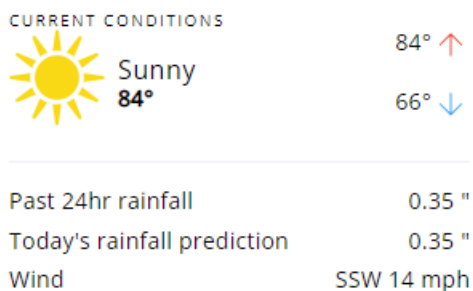 CURRENT CONDITIONS
Sunny
84°
84°
66°
Past 24hr rainfall 0.35 "
Today's rainfall prediction 0.35 "
Wind SSW 14 mph